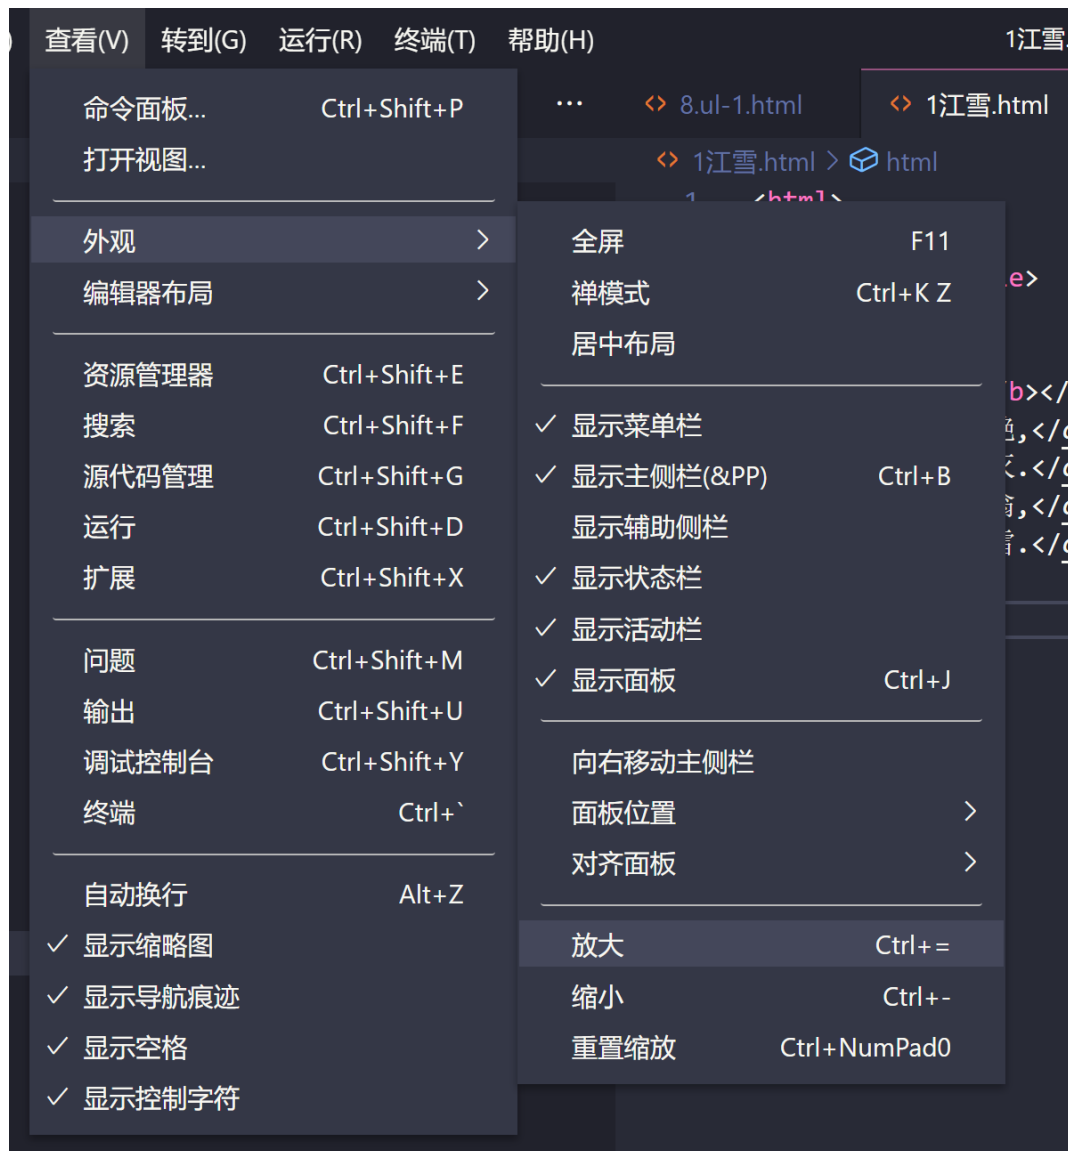 查看(V) 转到(G) 运行(R) 终端(T) 帮助(H) 1江雪.
命令面板... Ctrl+Shift+P
打开视图...
外观
编辑器布局
资源管理器 Ctrl+Shift+E
搜索 Ctrl+Shift+F
源代码管理 Ctrl+Shift+G
运行 Ctrl+Shift+D
扩展 Ctrl+Shift+X
问题 Ctrl+Shift+M
输出 Ctrl+Shift+U
调试控制台 Ctrl+Shift+Y
终端 Ctrl+`
自动换行 Alt+Z
显示缩略图
显示导航痕迹
显示空格
显示控制字符
··· <> 8.ul-1.html <> 1江雪.html
<> 1江雪.html > html
1 <html>
全屏 F11
禅模式 Ctrl+K Z
居中布局
显示菜单栏
显示主侧栏(&PP) Ctrl+B
显示辅助侧栏
显示状态栏
显示活动栏
显示面板 Ctrl+J
向右移动主侧栏
面板位置
对齐面板
放大 Ctrl+=
缩小 Ctrl+-
重置缩放 Ctrl+NumPad0
e>
b></
,</
.</
,</
.</